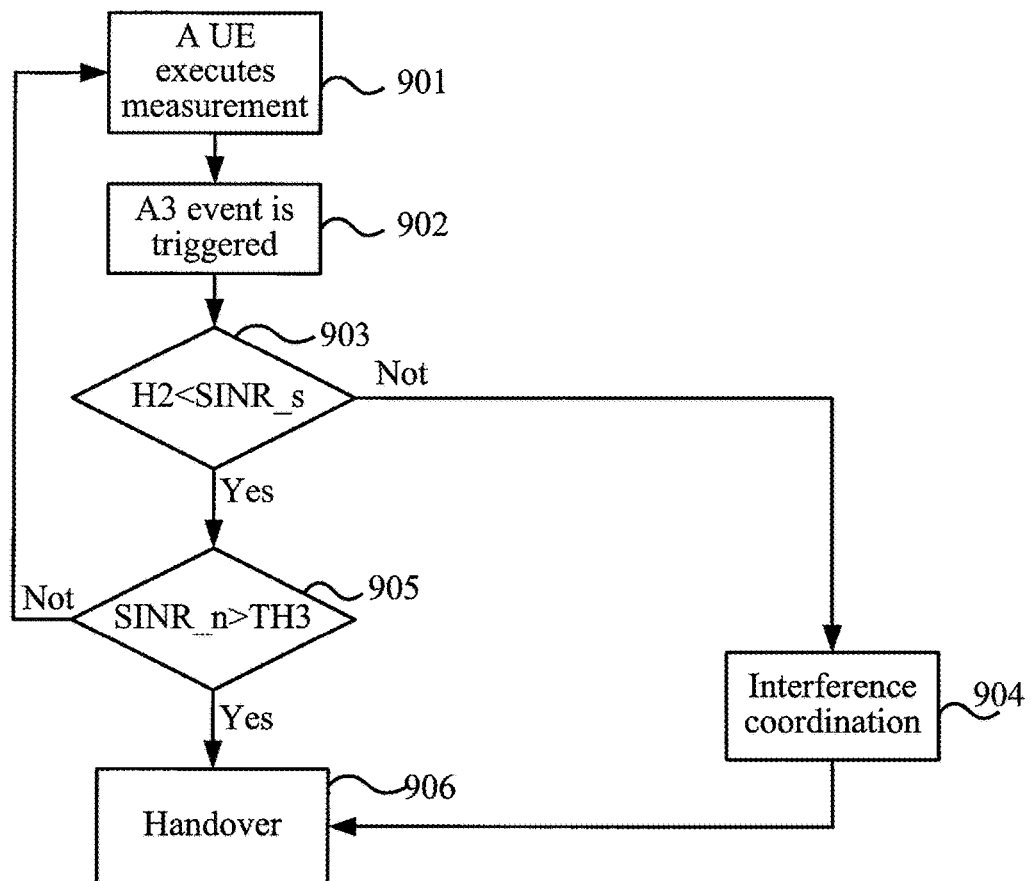 A UE
executes
measurement
901
A3 event is
triggered
902
903
H2<SINR_s
Not
Yes
905
Not
SINR_n>TH3
Yes
Interference
coordination
904
906
Handover